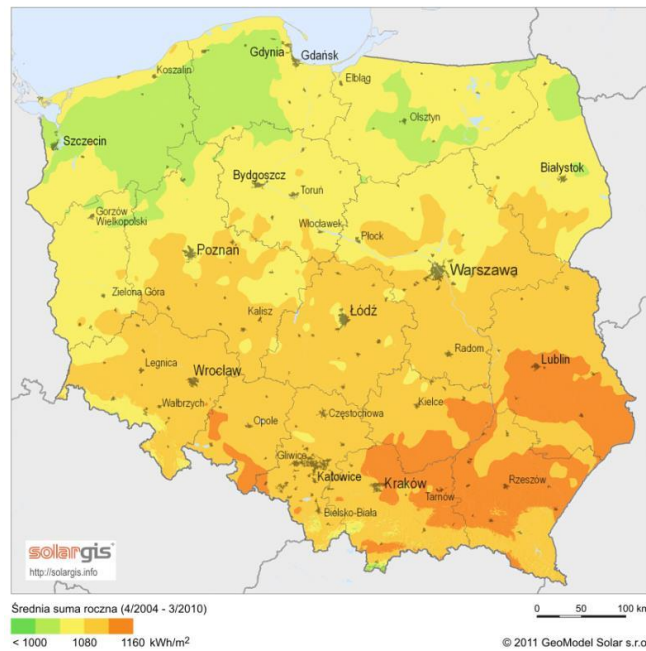 Gdynia
Gdańsk
Koszalin
Elbląg
Olsztyn
Szczecin
Białystok
Bydgoszcz
Toruń
Gorzów
Wielkopolski
Włocławek
Płock
Poznań
Warszawa
Zielona Góra
Kalisz
Łódź
Radom
Legnica
Lublin
Wrocław
Wałbrzych
Opole
Częstochowa
Kielce
Gliwice
Katowice
Kraków
Tarnów
Rzeszów
Bielsko-Biała
solargis
http://solargis.info
Średnia suma roczna (4/2004 - 3/2010)
0 50 100 km
< 1000 1080 1160 kWh/m²
© 2011 GeoModel Solar s.r.o